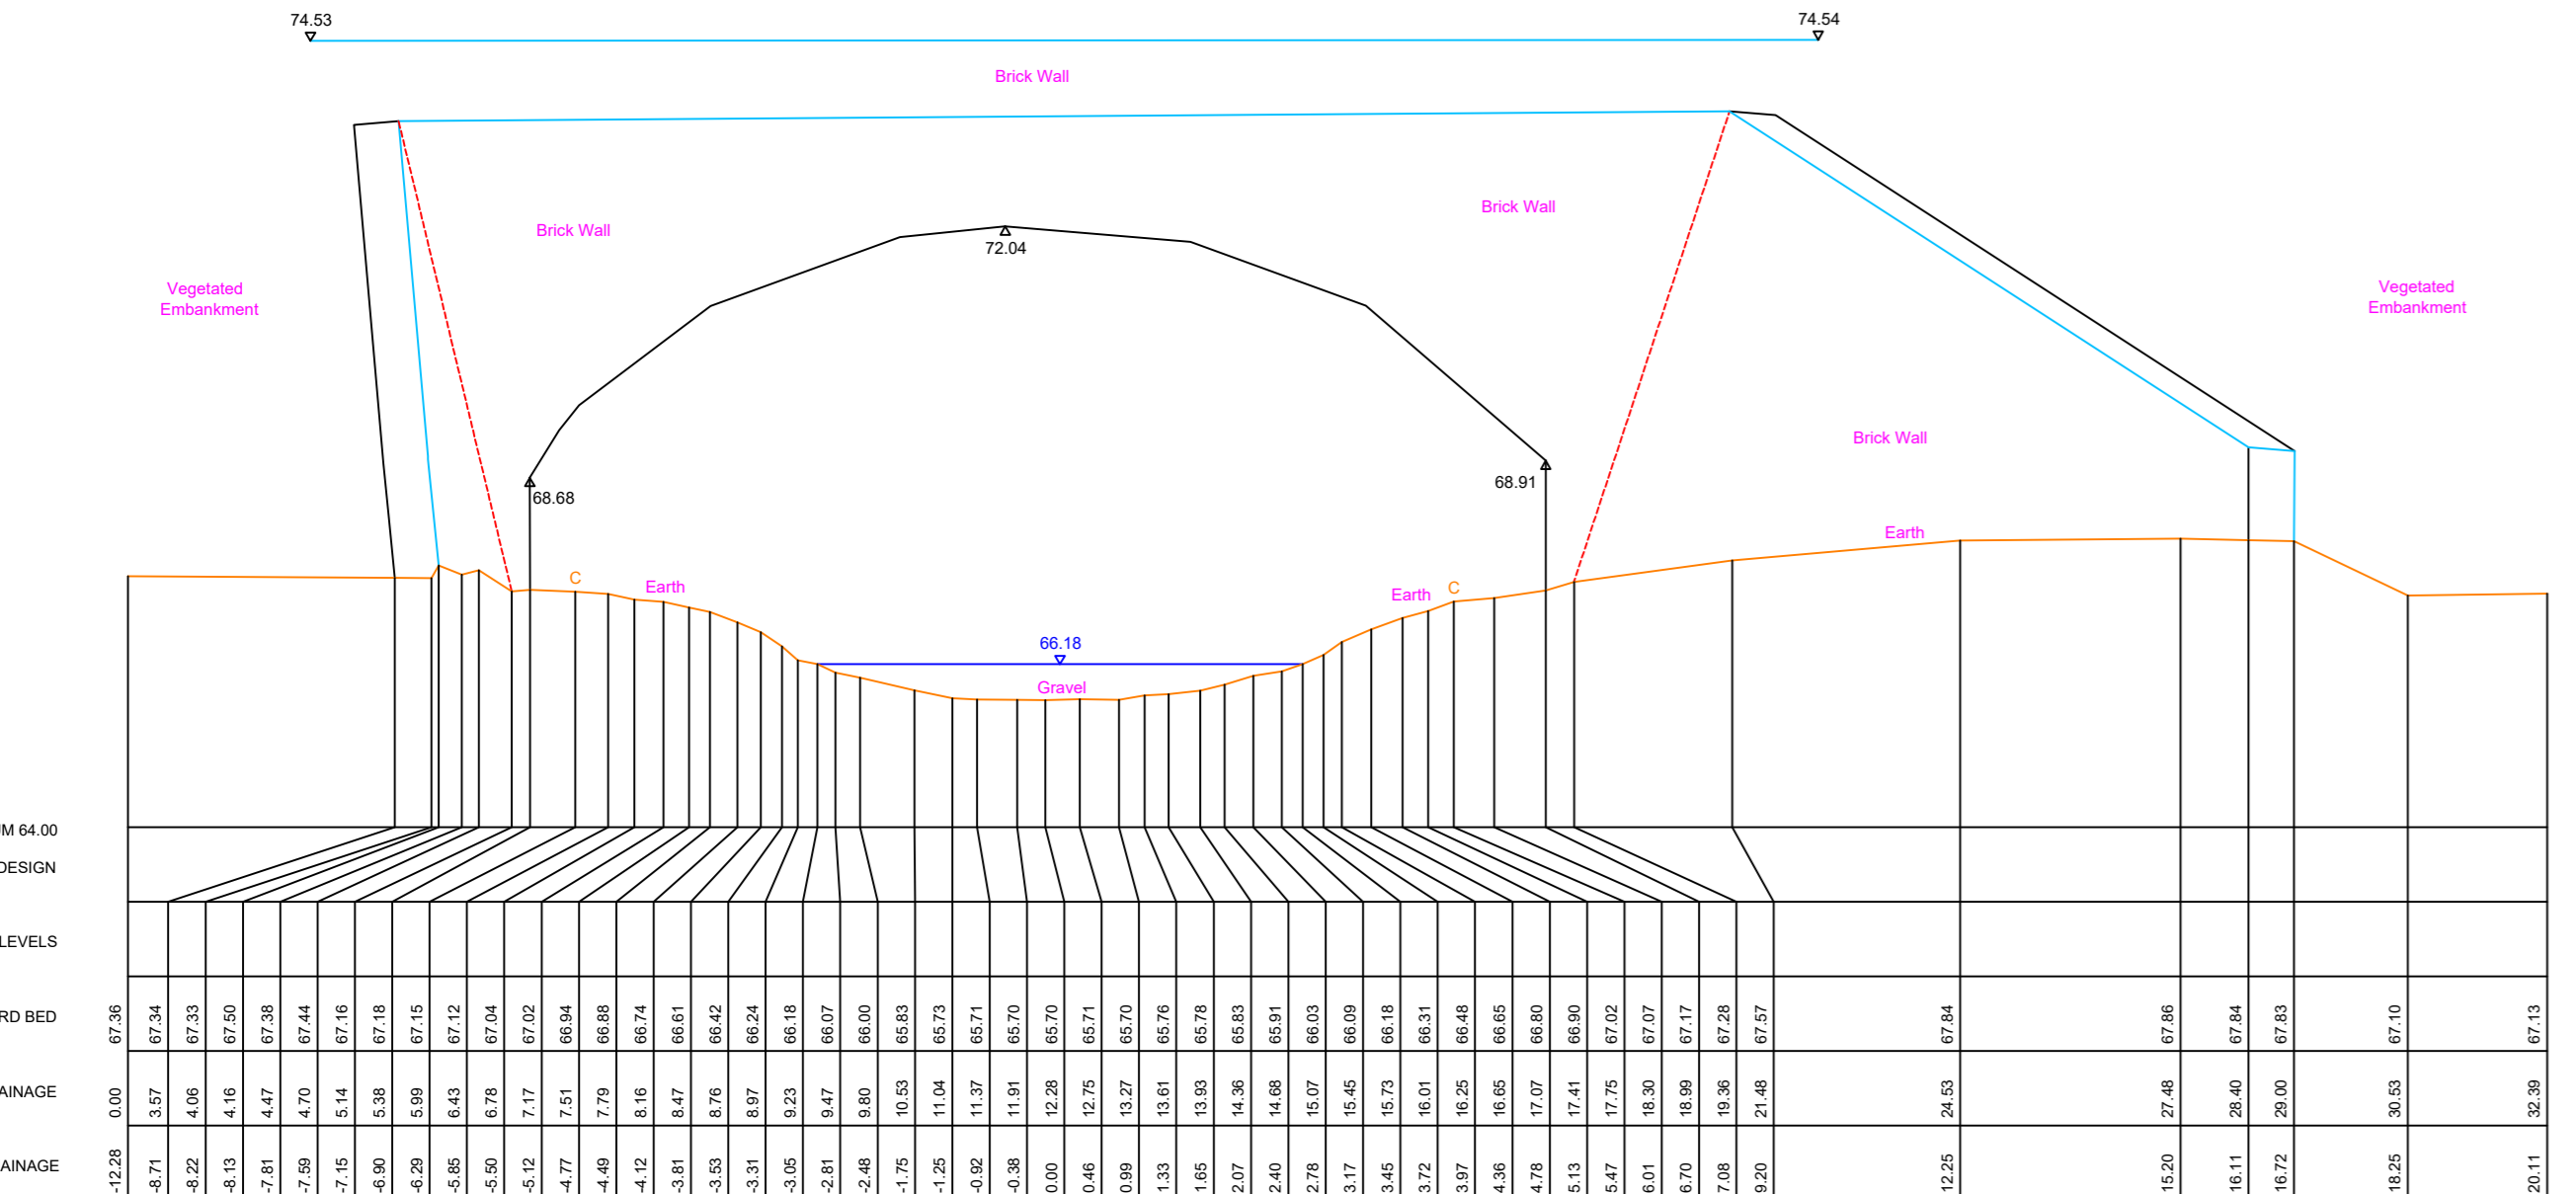 74.53
74.54
Brick Wall
Brick Wall
Brick Wall
72.04
Vegetated
Embankment
Vegetated
Embankment
Brick Wall
68.68
68.91
Earth
C
Earth
Earth
C
66.18
Gravel
UM 64.00
DESIGN
LEVELS
RD BED
67.36 67.34 67.33 67.50 67.38 67.44 67.16 67.18 67.15 67.12 67.04 67.02 66.94 66.88 66.74 66.61 66.42 66.24 66.18 66.07 66.00 65.83 65.73 65.71 65.70 65.70 65.71 65.70 65.76 65.78 65.83 65.91 66.03 66.09 66.18 66.31 66.48 66.65 66.80 66.90 67.02 67.07 67.17 67.28 67.57 67.84 67.86 67.84 67.83 67.10 67.13
AINAGE
0.00 3.57 4.06 4.16 4.47 4.70 5.14 5.38 5.99 6.43 6.78 7.17 7.51 7.79 8.16 8.47 8.76 8.97 9.23 9.47 9.80 10.53 11.04 11.37 11.91 12.28 12.75 13.27 13.61 13.93 14.36 14.68 15.07 15.45 15.73 16.01 16.25 16.65 17.07 17.41 17.75 18.30 18.99 19.36 21.48 24.53 27.48 28.40 29.00 30.53 32.39
AINAGE
-12.28 -8.71 -8.22 -8.13 -7.81 -7.59 -7.15 -6.90 -6.29 -5.85 -5.50 -5.12 -4.77 -4.49 -4.12 -3.81 -3.53 -3.31 -3.05 -2.81 -2.48 -1.75 -1.25 -0.92 -0.38 0.00 0.46 0.99 1.33 1.65 2.07 2.40 2.78 3.17 3.45 3.72 3.97 4.36 4.78 5.13 5.47 6.01 6.70 7.08 9.20 12.25 15.20 16.11 16.72 18.25 20.11